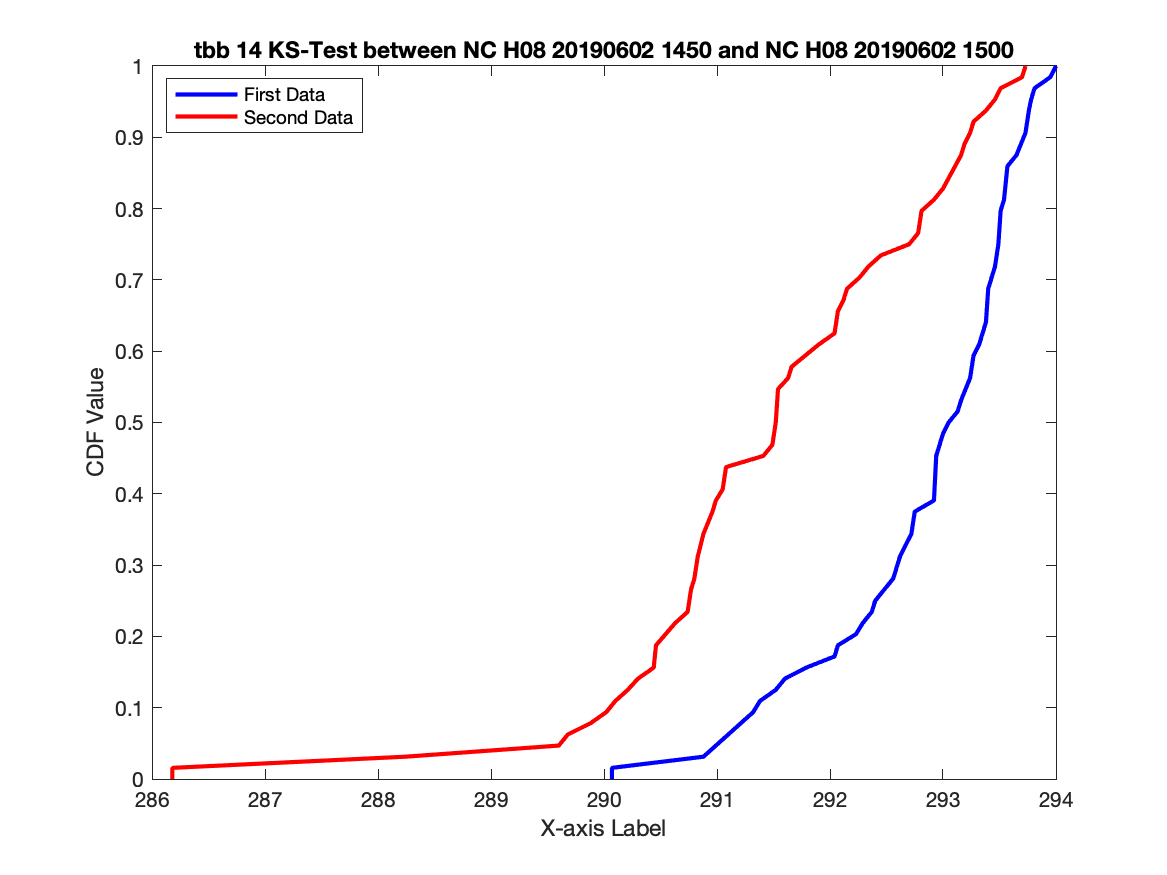 tbb 14 KS-Test between NC H08 20190602 1450 and NC H08 20190602 1500
First Data
Second Data
1
0.9
0.8
0.7
0.6
0.5
0.4
0.3
0.2
0.1
0
CDF Value
286 287 288 289 290 291 292 293 294
X-axis Label